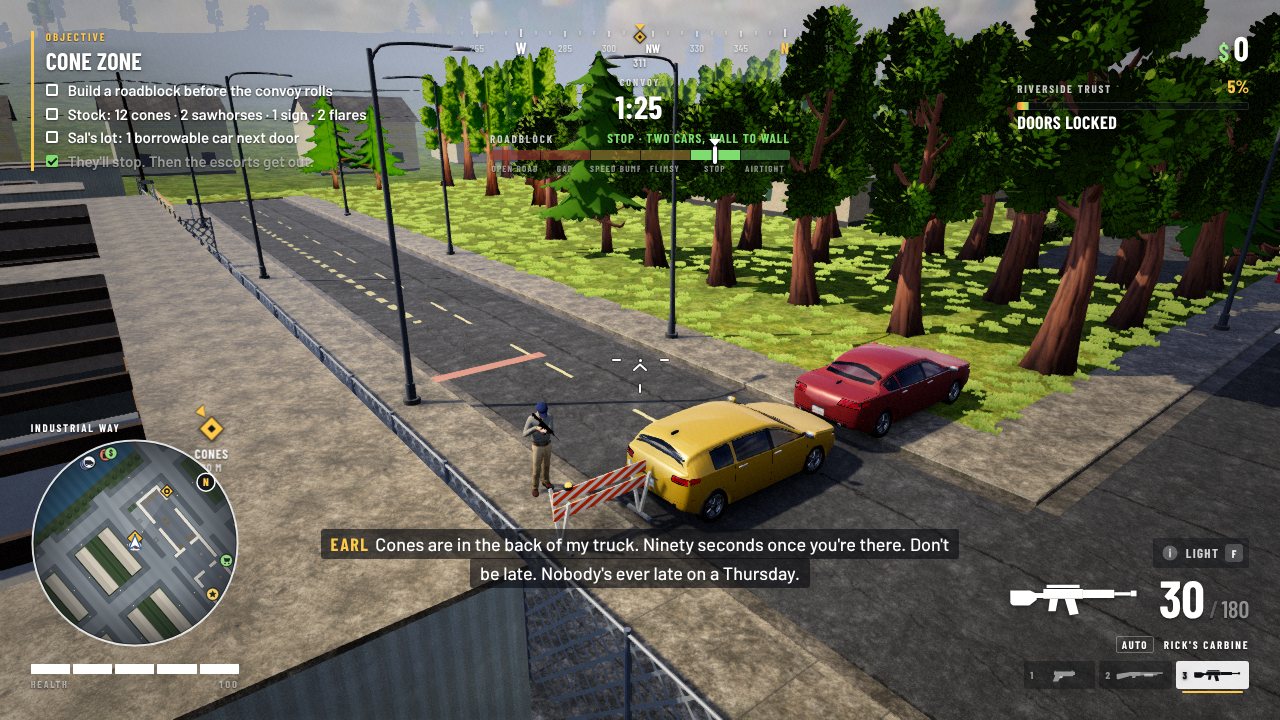 OBJECTIVE
CONE ZONE
Build a roadblock before the convoy rolls
Stock: 12 cones · 2 sawhorses · 1 sign · 2 flares
Sal's lot: 1 borrowable car next door
They'll stop. Then the escorts get out.
W 285 300 NW 330 345 N
311
CONVOY
1:25
ROADBLOCK STOP · TWO CARS, WALL TO WALL
OPEN ROAD GAP SPEED BUMP FLIMSY STOP AIRTIGHT
$0
RIVERSIDE TRUST 5%
DOORS LOCKED
INDUSTRIAL WAY
CONES
M
N
$
HEALTH 100
EARL Cones are in the back of my truck. Ninety seconds once you're there. Don't
be late. Nobody's ever late on a Thursday.
LIGHT F
30 / 180
AUTO RICK'S CARBINE
1 2 3